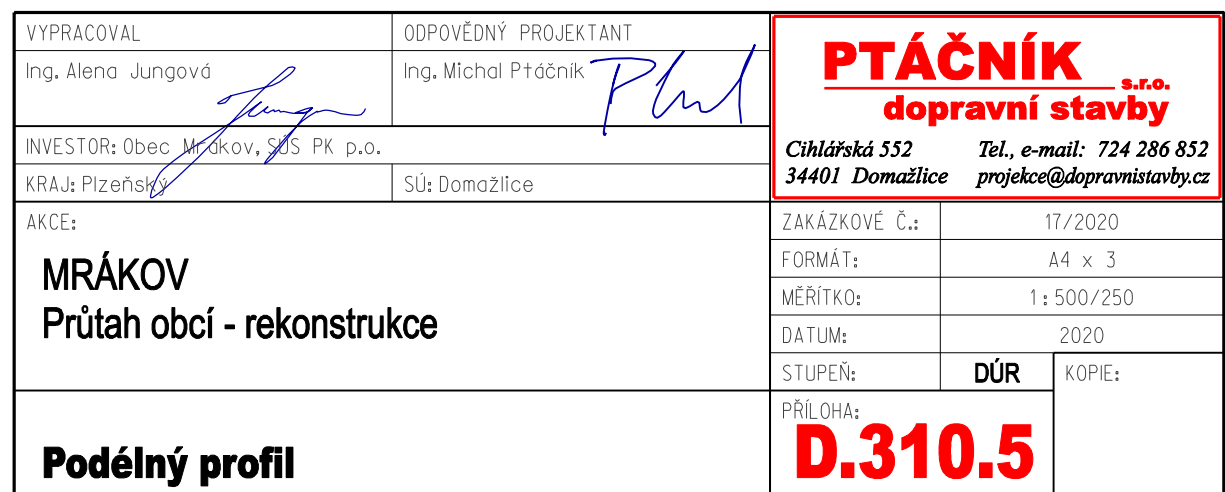 VYPRACOVAL
ODPOVĚDNÝ PROJEKTANT
Ing. Alena Jungová
Ing. Michal Ptáčník
PTÁČNÍK
s.r.o.
dopravní stavby
Cihlářská 552 Tel., e-mail: 724 286 852
34401 Domažlice projekce@dopravnistavby.cz
INVESTOR: Obec Mrákov, SÚS PK p.o.
KRAJ: Plzeňský
SÚ: Domažlice
AKCE:
MRÁKOV
Průtah obcí - rekonstrukce
ZAKÁZKOVÉ Č.: 17/2020
FORMÁT: A4 x 3
MĚŘÍTKO: 1:500/250
DATUM: 2020
STUPEŇ: DÚR
KOPIE:
Podélný profil
PŘÍLOHA:
D.310.5